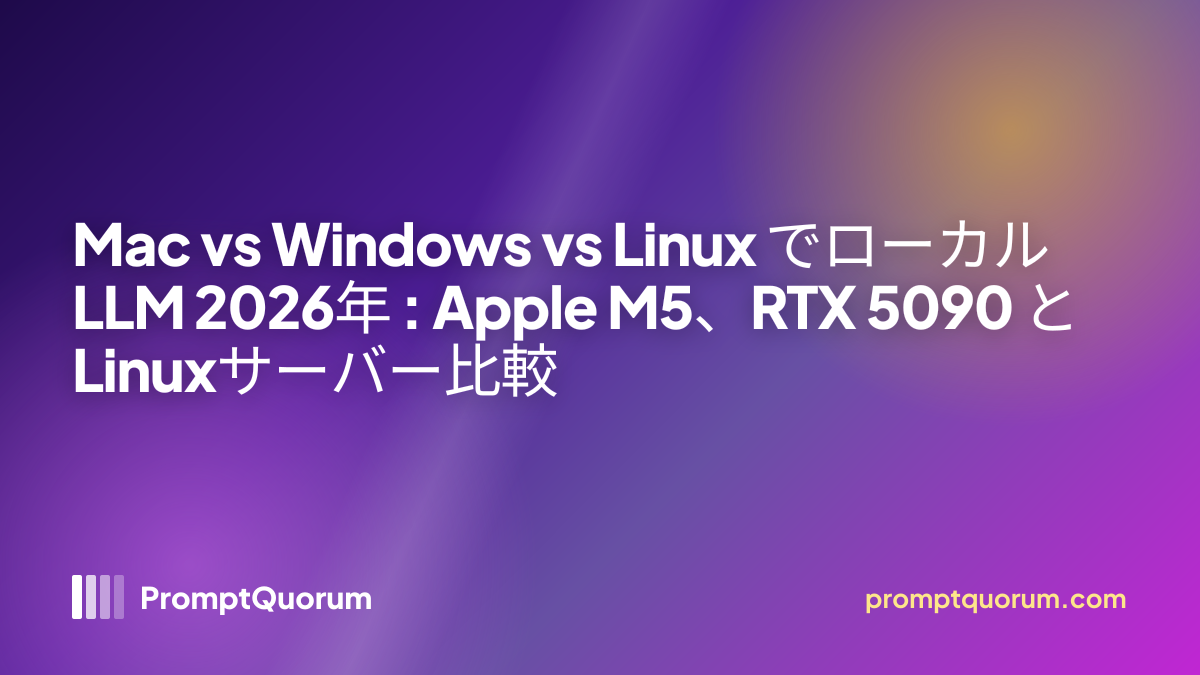 Mac vs Windows vs Linux でローカル
LLM 2026年 : Apple M5、RTX 5090 と
Linuxサーバー比較
PromptQuorum
promptquorum.com